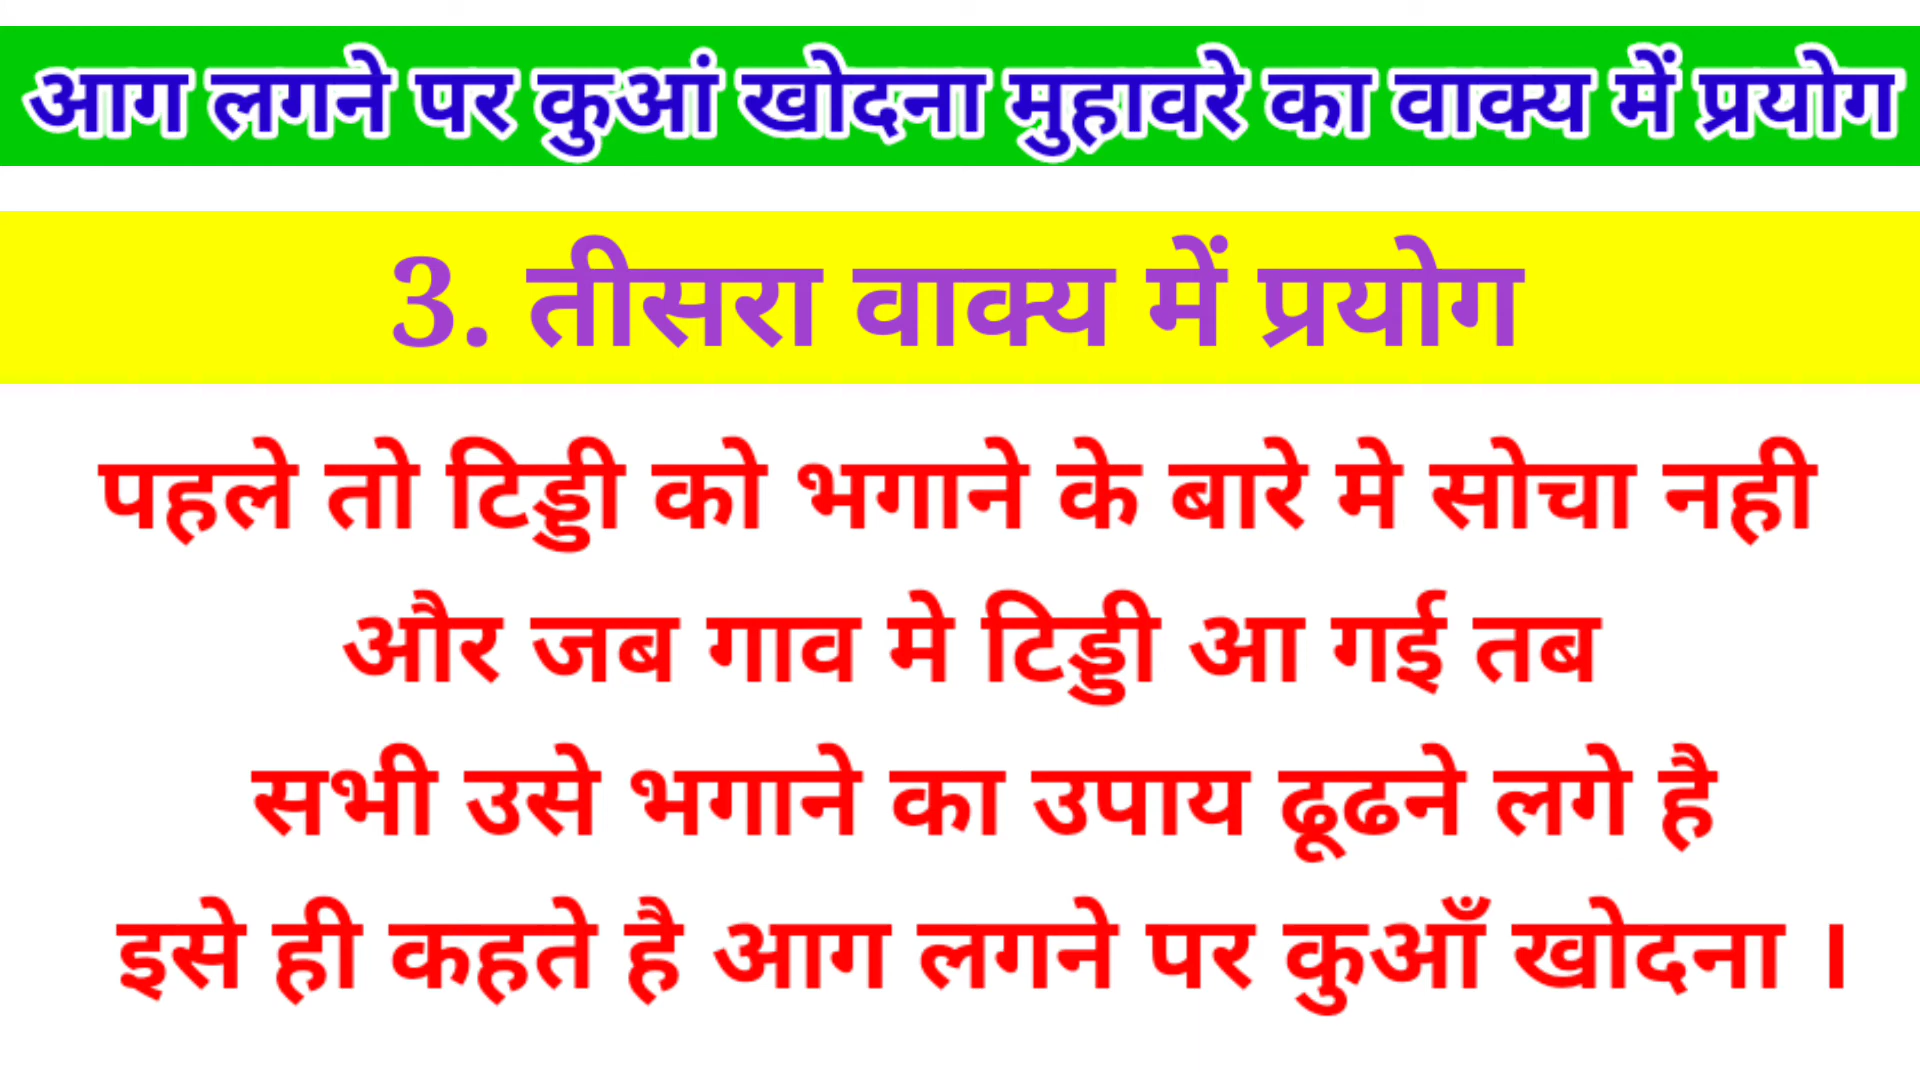 आग लगने पर कुआं खोदना मुहावरे का वाक्य में प्रयोग
3. तीसरा वाक्य में प्रयोग
पहले तो टिड्डी को भगाने के बारे मे सोचा नही
और जब गाव मे टिड्डी आ गई तब
सभी उसे भगाने का उपाय ढूढने लगे है
इसे ही कहते है आग लगने पर कुआँ खोदना ।